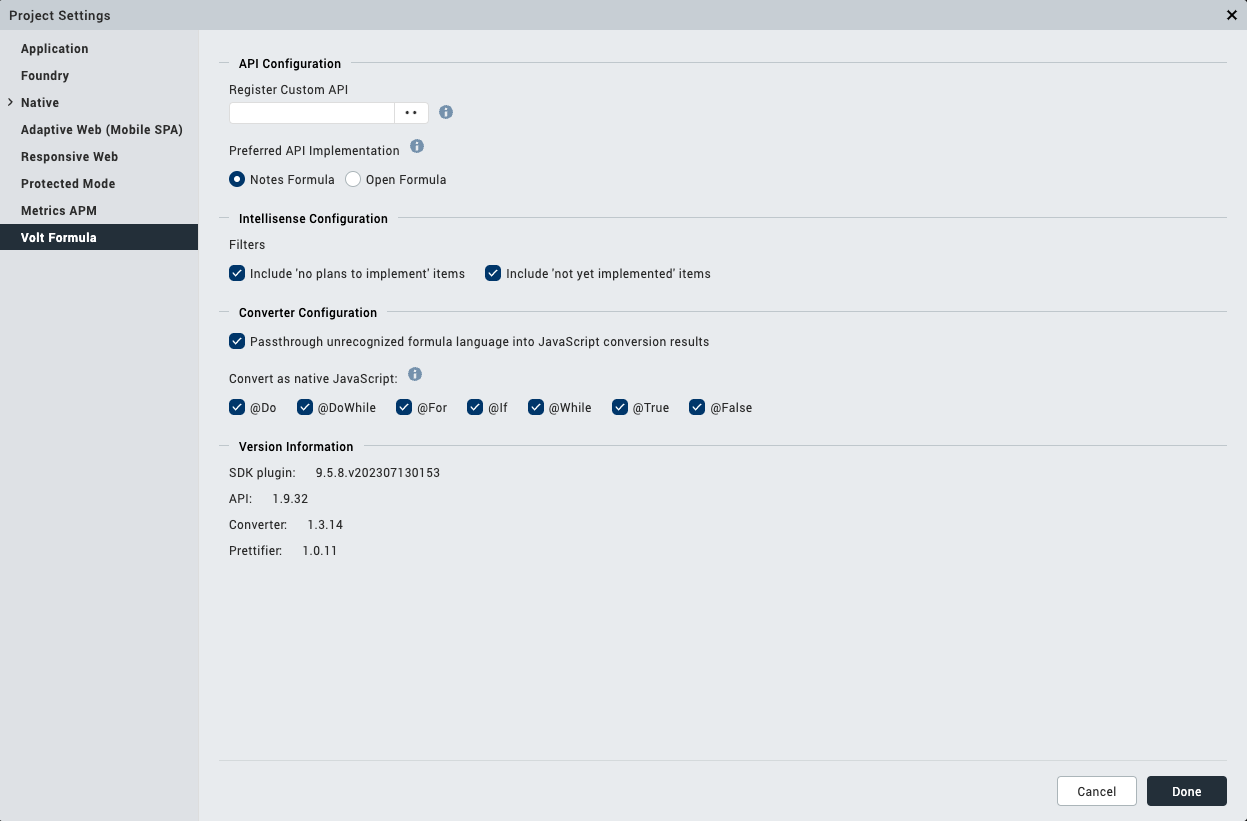 Project Settings
Application
Foundry
Native
Adaptive Web (Mobile SPA)
Responsive Web
Protected Mode
Metrics APM
Volt Formula
API Configuration
Register Custom API
Preferred API Implementation
Notes Formula Open Formula
Intellisense Configuration
Filters
Include 'no plans to implement' items Include 'not yet implemented' items
Converter Configuration
Passthrough unrecognized formula language into JavaScript conversion results
Convert as native JavaScript:
@Do @DoWhile @For @If @While @True @False
Version Information
SDK plugin: 9.5.8.v202307130153
API: 1.9.32
Converter: 1.3.14
Prettifier: 1.0.11
Cancel Done